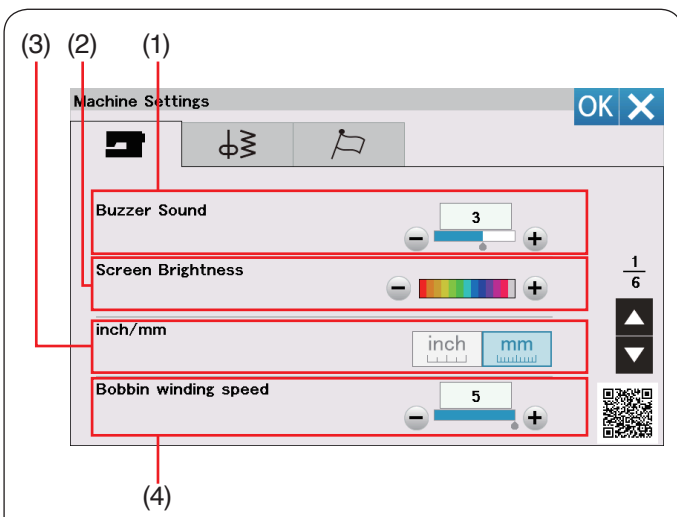 (3) (2) (1)
Machine Settings
OK
Buzzer Sound
3
Screen Brightness
1
6
inch/mm
inch mm
Bobbin winding speed
5
(4)